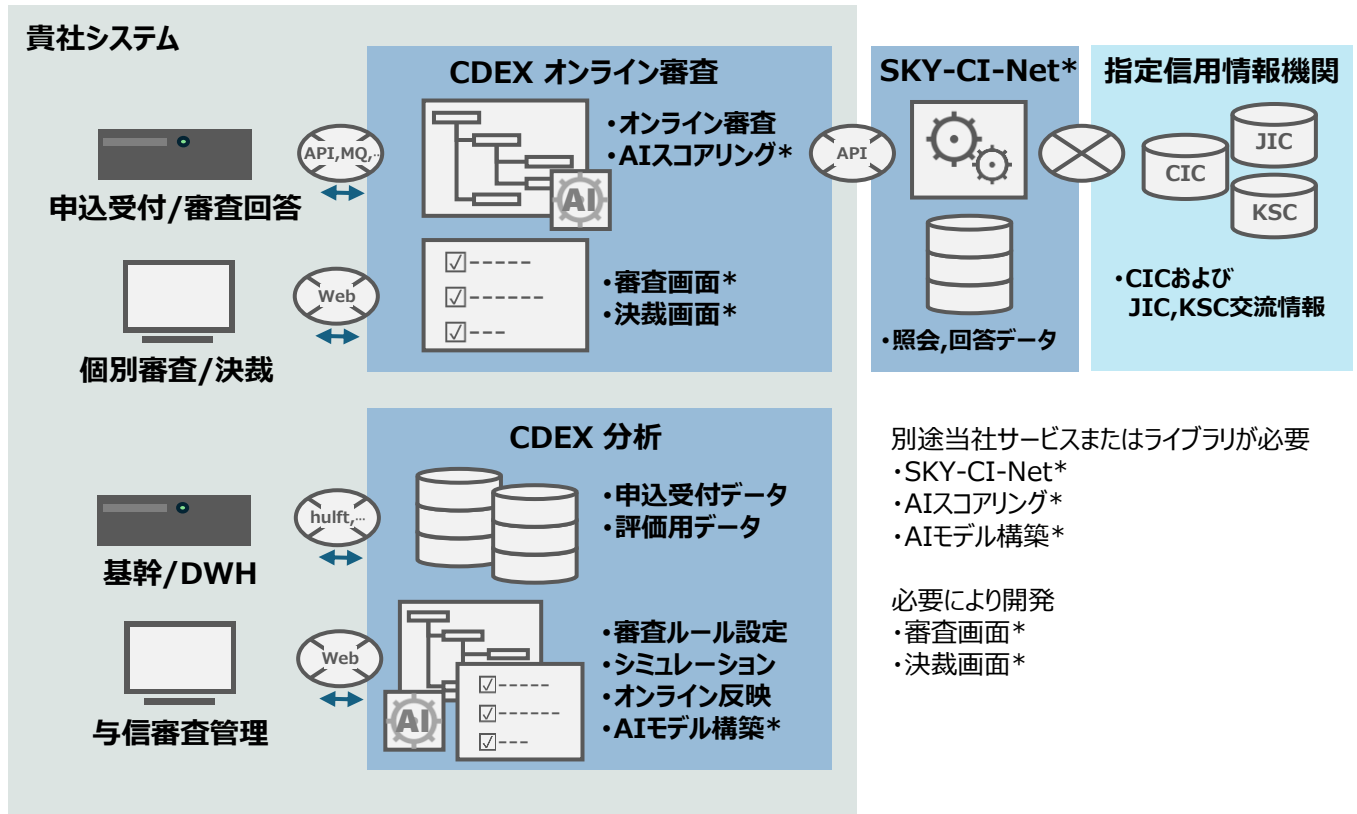 貴社システム
CDEX オンライン審査
SKY-CI-Net*
指定信用情報機関
申込受付/審査回答
API,MQ,…
・オンライン審査
・AIスコアリング*
AI
API
CIC
JIC
KSC
個別審査/決裁
Web
・審査画面*
・決裁画面*
・照会,回答データ
・CICおよび
JIC,KSC交流情報
CDEX 分析
基幹/DWH
hulft,…
・申込受付データ
・評価用データ
与信審査管理
Web
AI
・審査ルール設定
・シミュレーション
・オンライン反映
・AIモデル構築*
別途当社サービスまたはライブラリが必要
・SKY-CI-Net*
・AIスコアリング*
・AIモデル構築*
必要により開発
・審査画面*
・決裁画面*